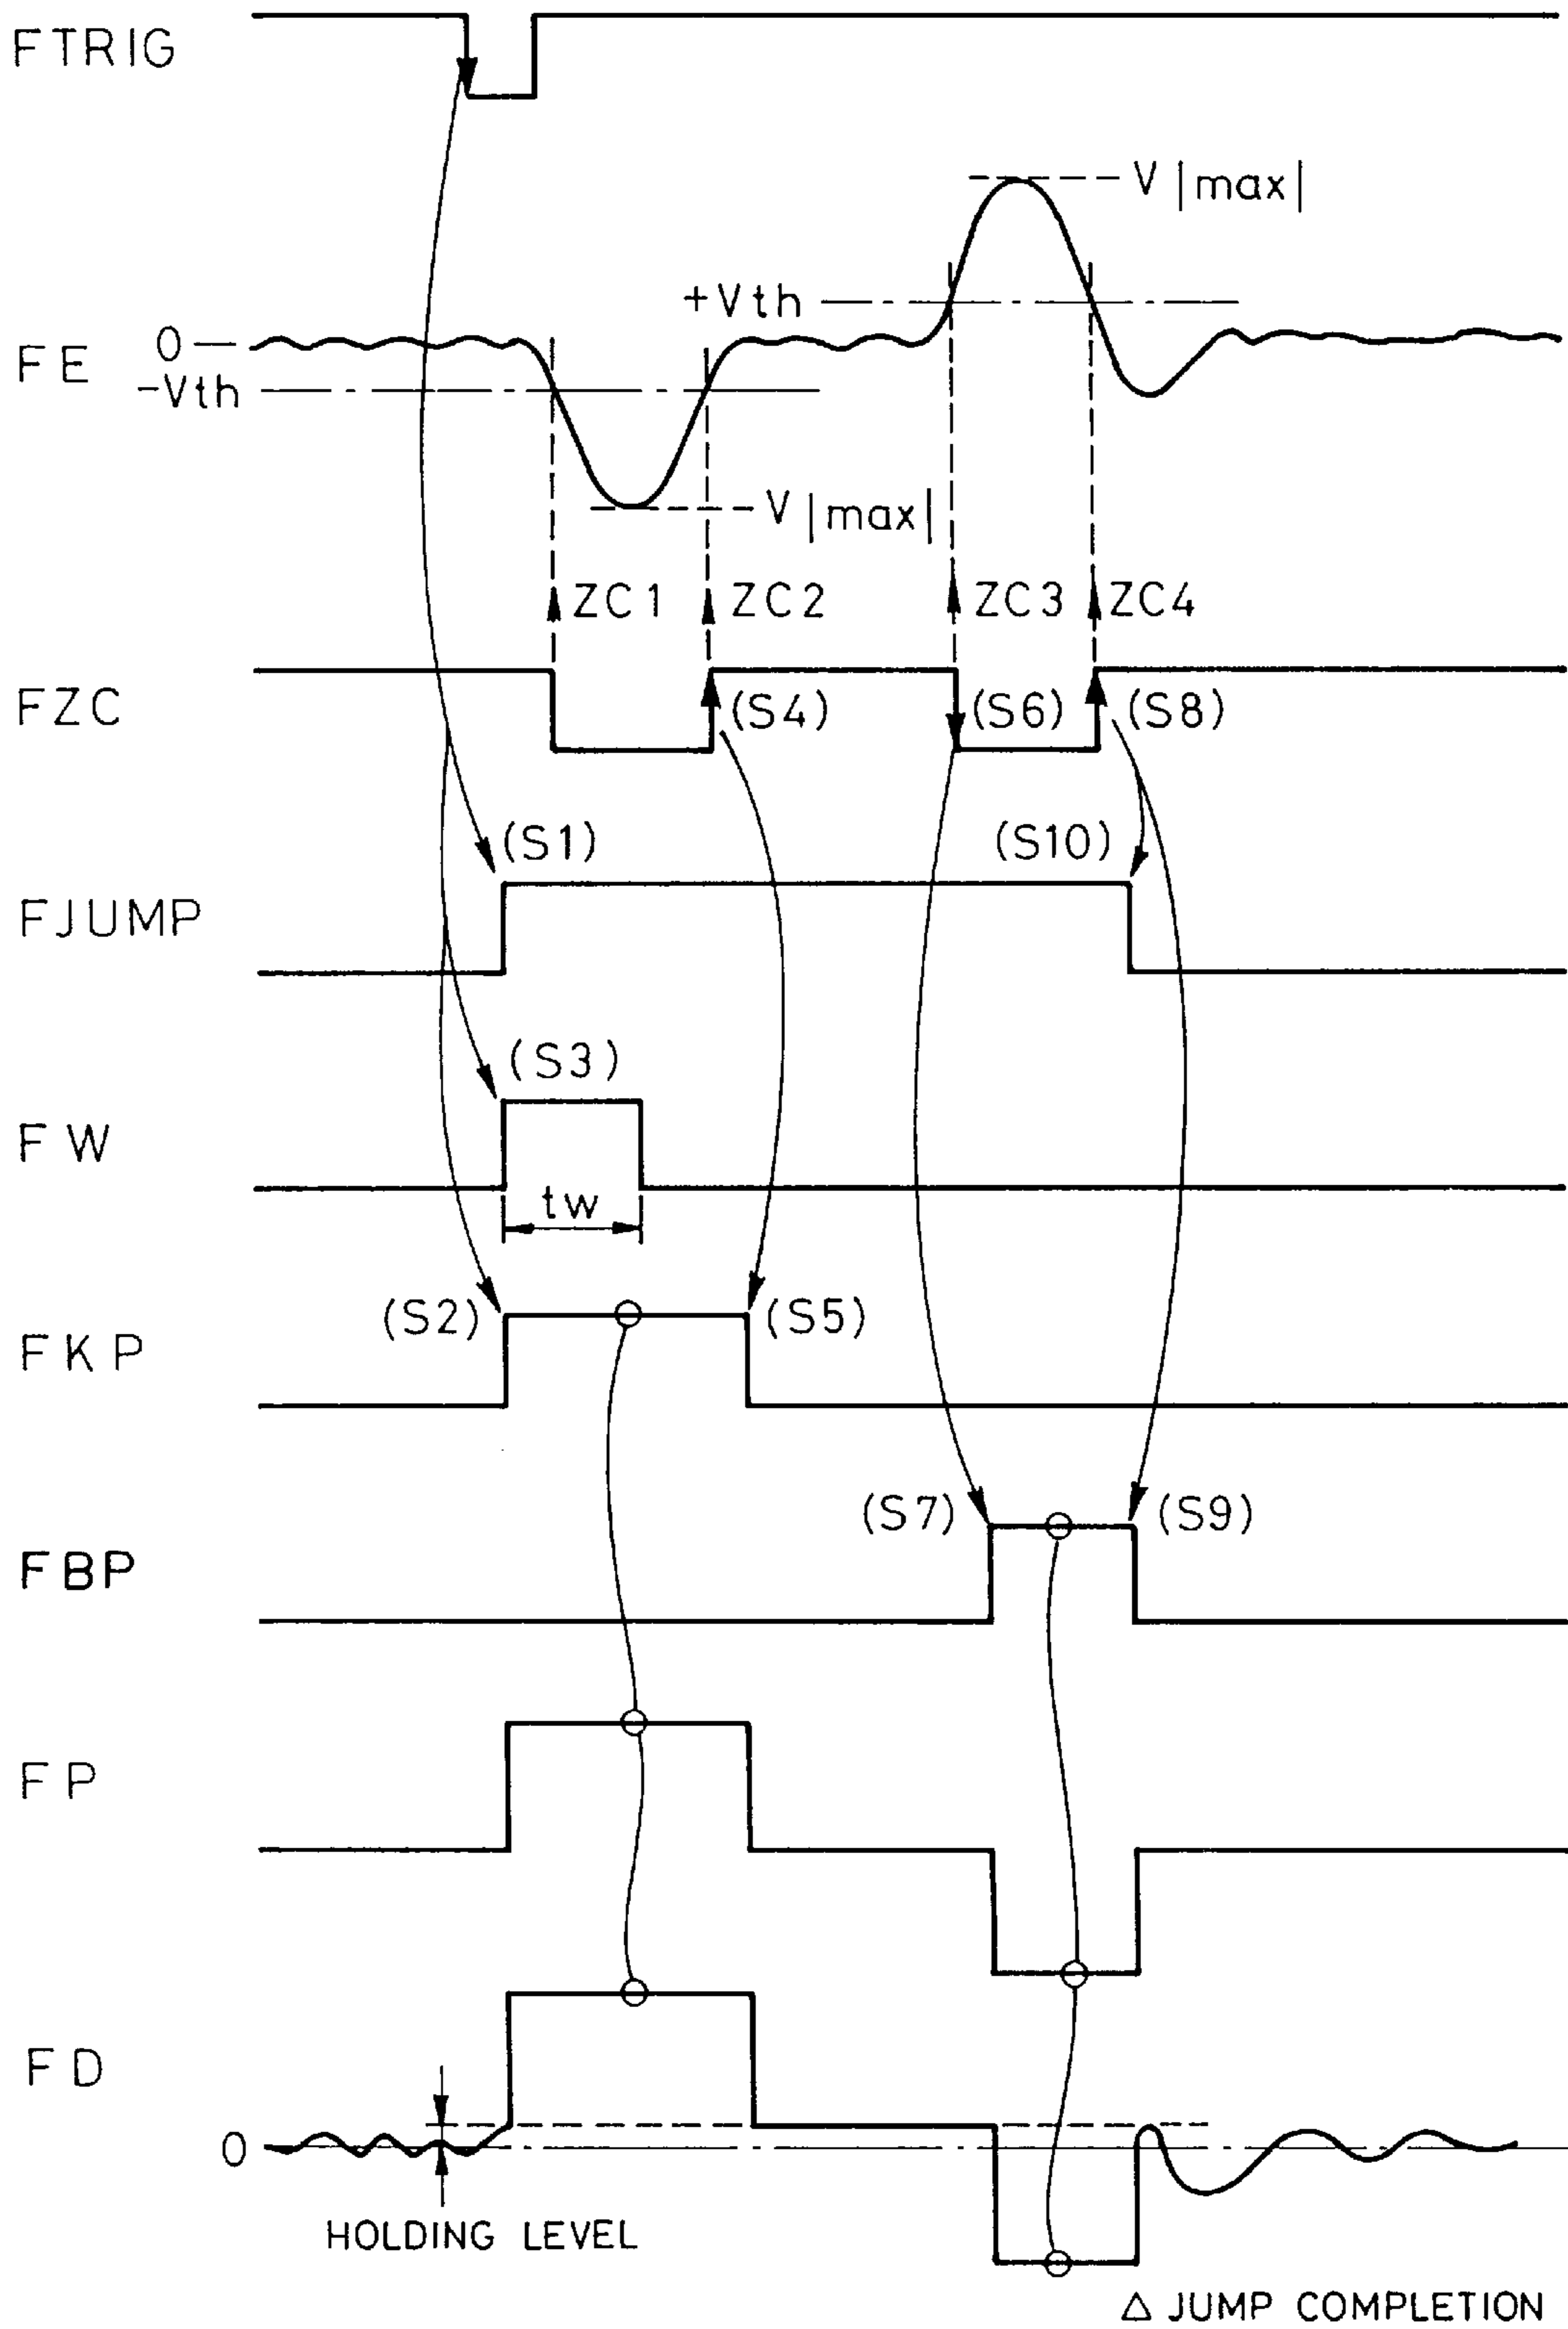 FTRIG
V |max|
+Vth
0
FE
-Vth
V |max|
ZC1 ZC2 ZC3 ZC4
FZC (S4) (S6) (S8)
(S1) (S10)
FJUMP
(S3)
FW
tw
(S2) (S5)
FKP
(S7) (S9)
FBP
FP
FD
0
HOLDING LEVEL
△ JUMP COMPLETION